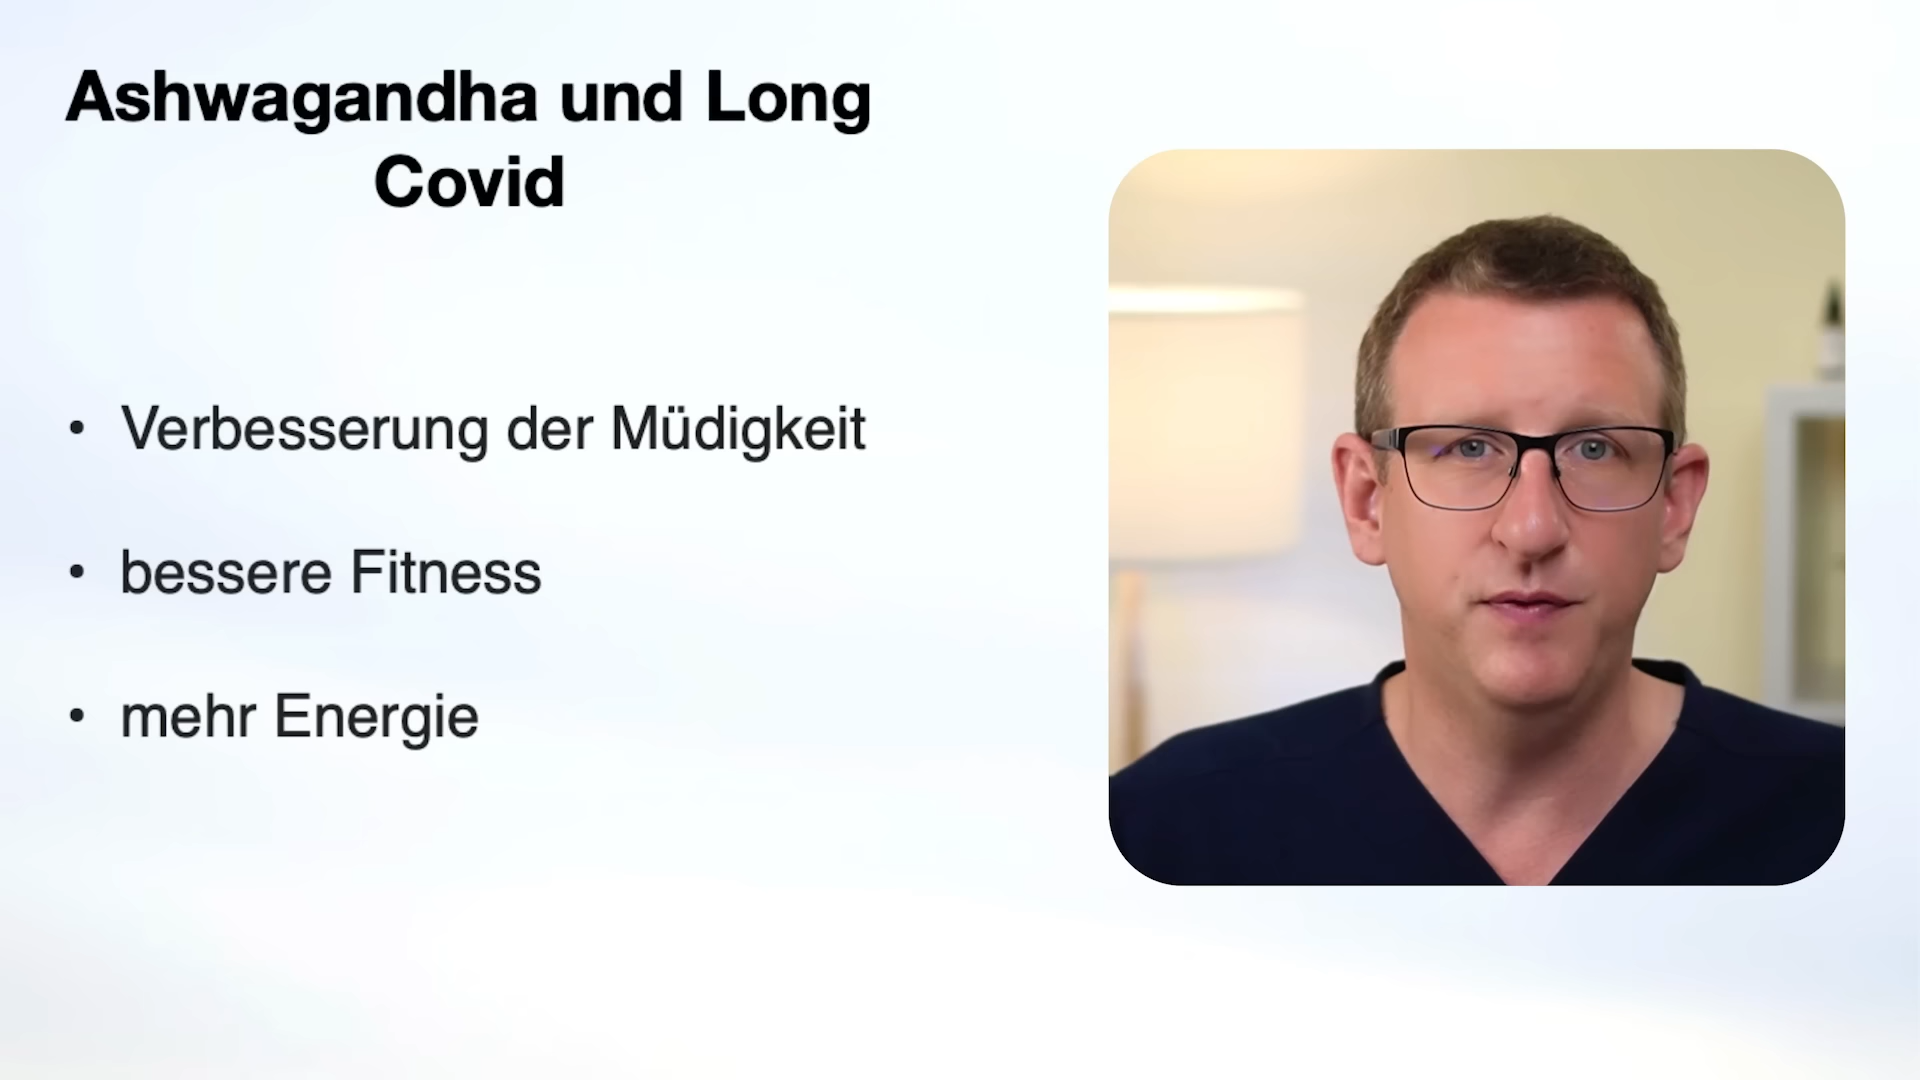 Ashwagandha und Long
Covid
• Verbesserung der Müdigkeit
• bessere Fitness
• mehr Energie